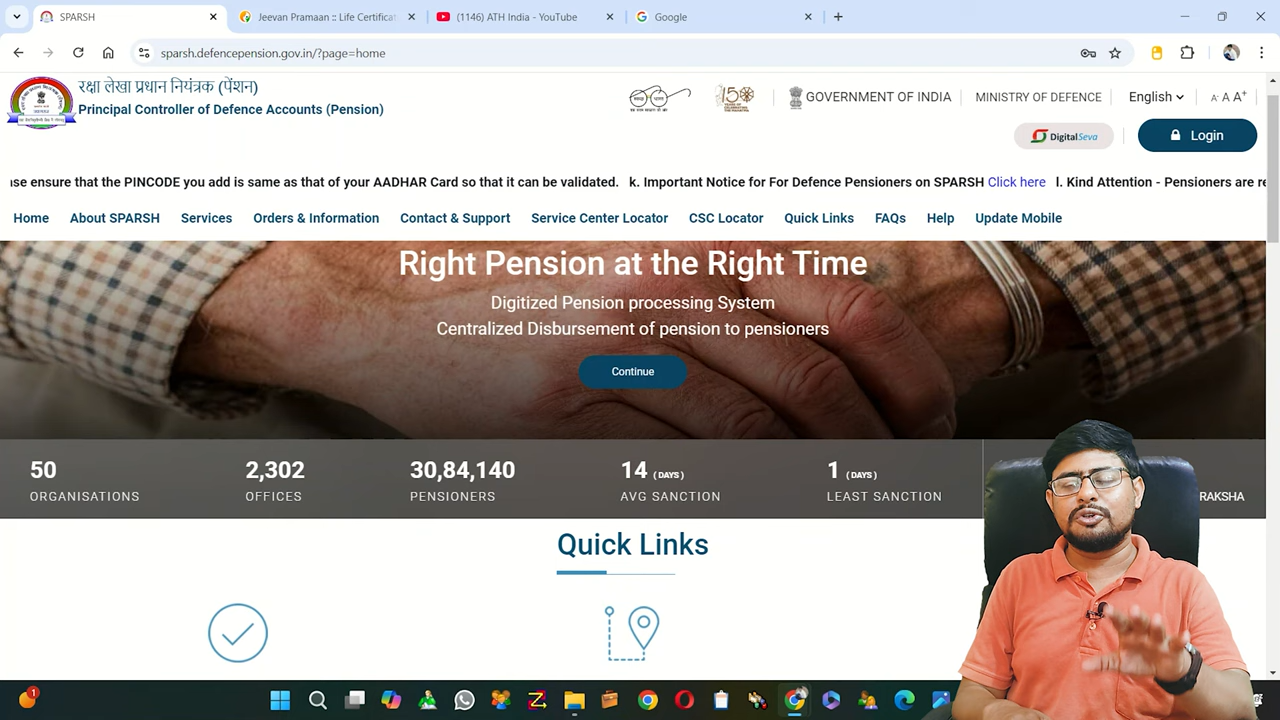 SPARSH
Jeevan Pramaan :: Life Certificat
(1146) ATH India - YouTube
Google
sparsh.defencepension.gov.in/?page=home
रक्षा लेखा प्रधान नियंत्रक (पेंशन)
Principal Controller of Defence Accounts (Pension)
GOVERNMENT OF INDIA
MINISTRY OF DEFENCE
English
A- A A+
Digital Seva
Login
ase ensure that the PINCODE you add is same as that of your AADHAR Card so that it can be validated. k. Important Notice for For Defence Pensioners on SPARSH Click here l. Kind Attention - Pensioners are re
Home About SPARSH Services Orders & Information Contact & Support Service Center Locator CSC Locator Quick Links FAQs Help Update Mobile
Right Pension at the Right Time
Digitized Pension processing System
Centralized Disbursement of pension to pensioners
Continue
50
ORGANISATIONS
2,302
OFFICES
30,84,140
PENSIONERS
14 (DAYS)
AVG SANCTION
1 (DAYS)
LEAST SANCTION
RAKSHA
Quick Links
1